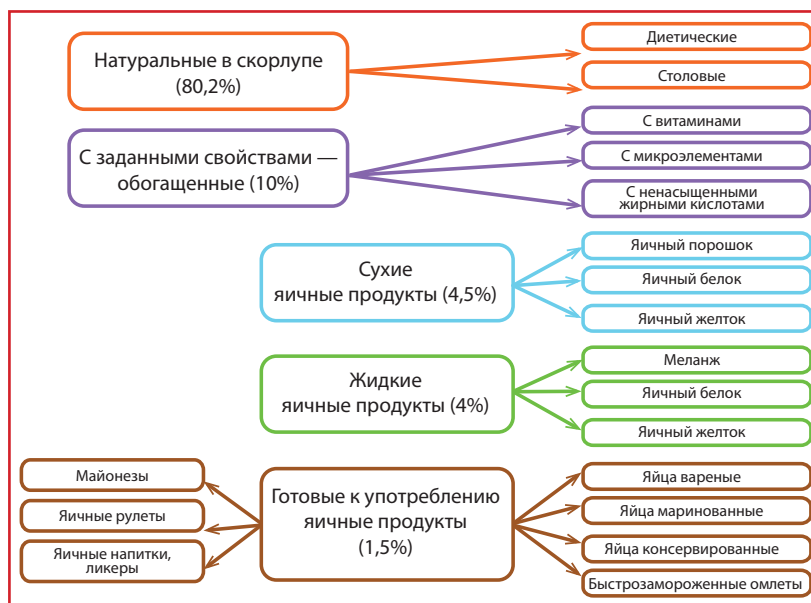 Натуральные в скорлупе
(80,2%)
Диетические
Столовые
С заданными свойствами —
обогащенные (10%)
С витаминами
С микроэлементами
С ненасыщенными
жирными кислотами
Сухие
яичные продукты (4,5%)
Яичный порошок
Яичный белок
Яичный желток
Жидкие
яичные продукты (4%)
Меланж
Яичный белок
Яичный желток
Майонезы
Яичные рулеты
Яичные напитки,
ликеры
Готовые к употреблению
яичные продукты
(1,5%)
Яйца вареные
Яйца маринованные
Яйца консервированные
Быстрозамороженные омлеты